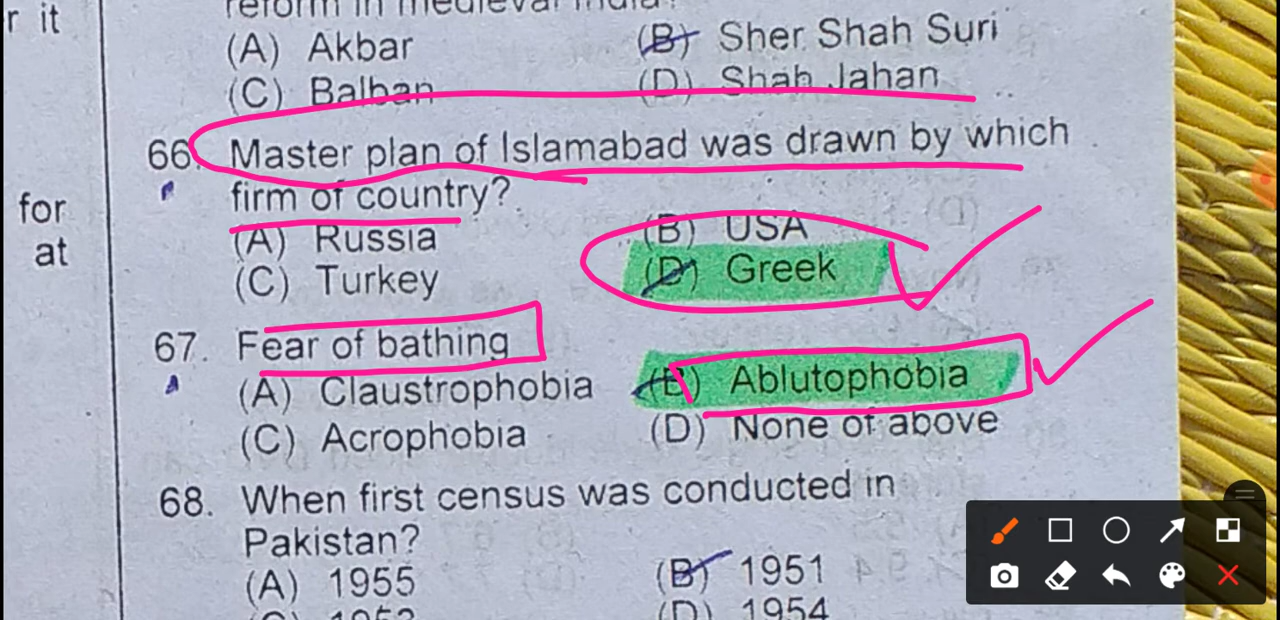 r it
reform in medieval India?
(A) Akbar (B) Sher Shah Suri
(C) Balban (D) Shah Jahan
66. Master plan of Islamabad was drawn by which
firm of country?
for
(A) Russia (B) USA
at
(C) Turkey (D) Greek
67. Fear of bathing
(A) Claustrophobia (B) Ablutophobia
(C) Acrophobia (D) None of above
68. When first census was conducted in
Pakistan?
(A) 1955 (B) 1951
(D) 1954